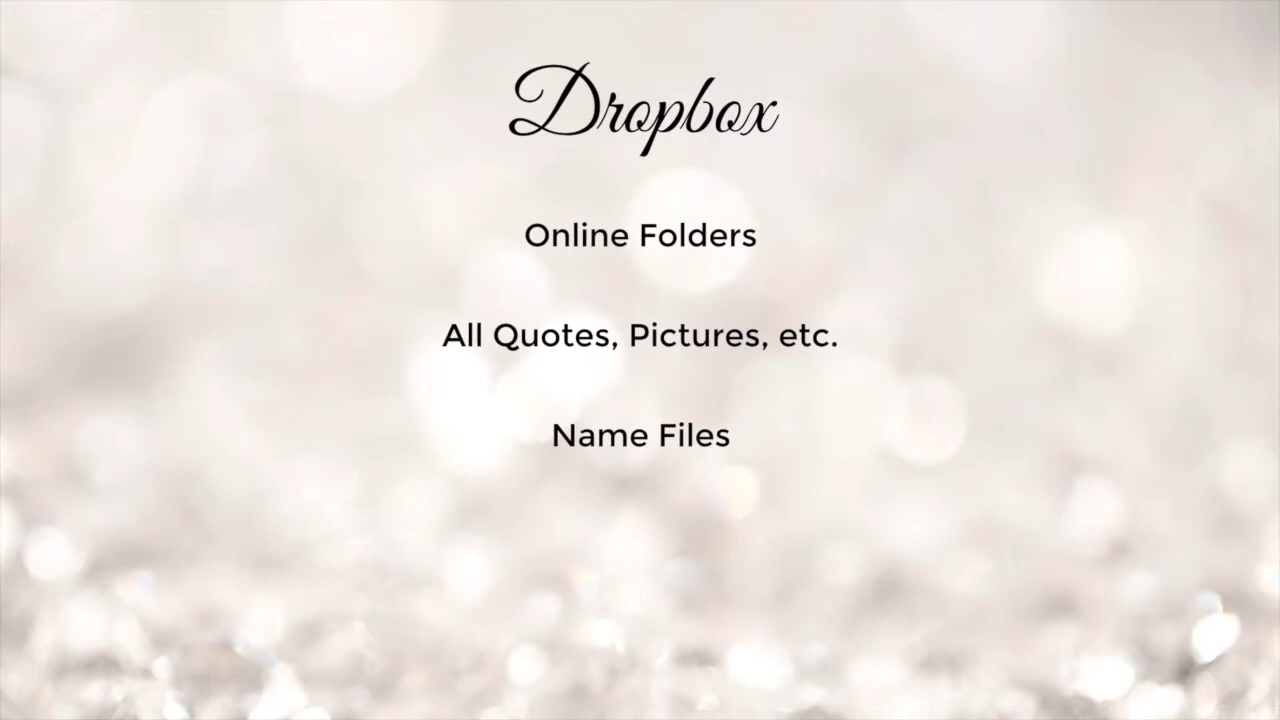 Dropbox
Online Folders
All Quotes, Pictures, etc.
Name Files